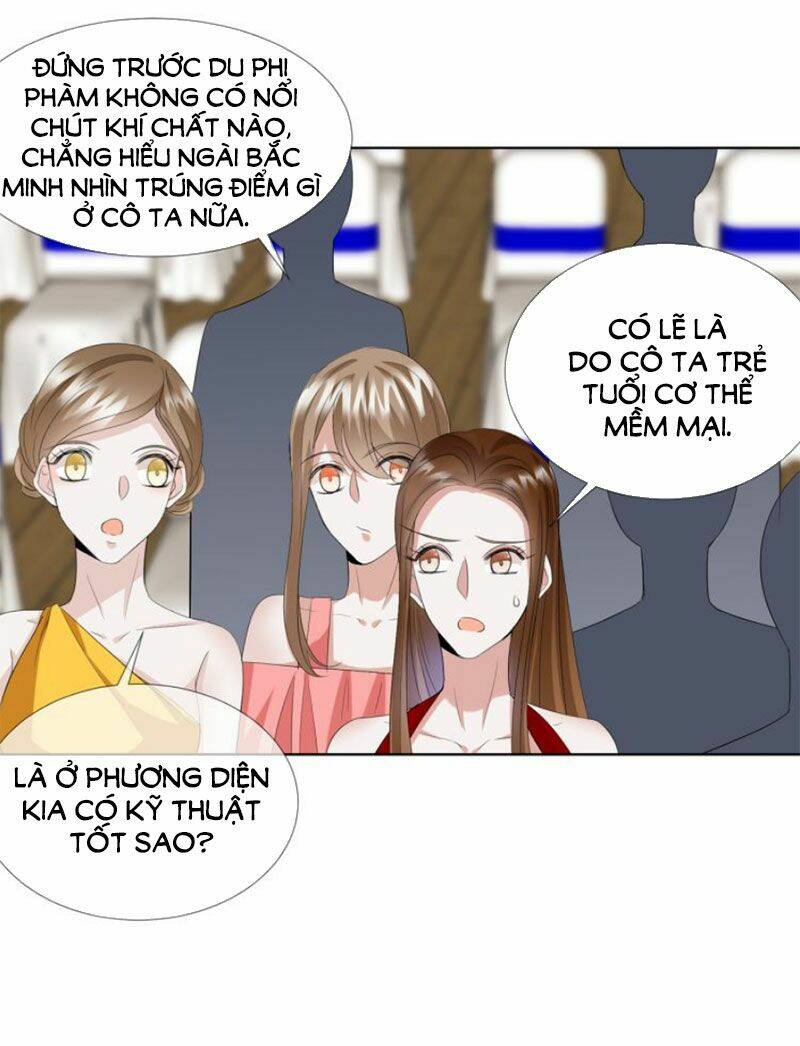 ĐỨNG TRƯỚC DU PHI
PHÀM KHÔNG CÓ NỔI
CHÚT KHÍ CHẤT NÀO,
CHẲNG HIỂU NGÀI BẮC
MINH NHÌN TRÚNG ĐIỂM GÌ
Ở CÔ TA NỮA.
CÓ LẼ LÀ
DO CÔ TA TRẺ
TUỔI CƠ THỂ
MỀM MẠI.
LÀ Ở PHƯƠNG DIỆN
KIA CÓ KỸ THUẬT
TỐT SAO?